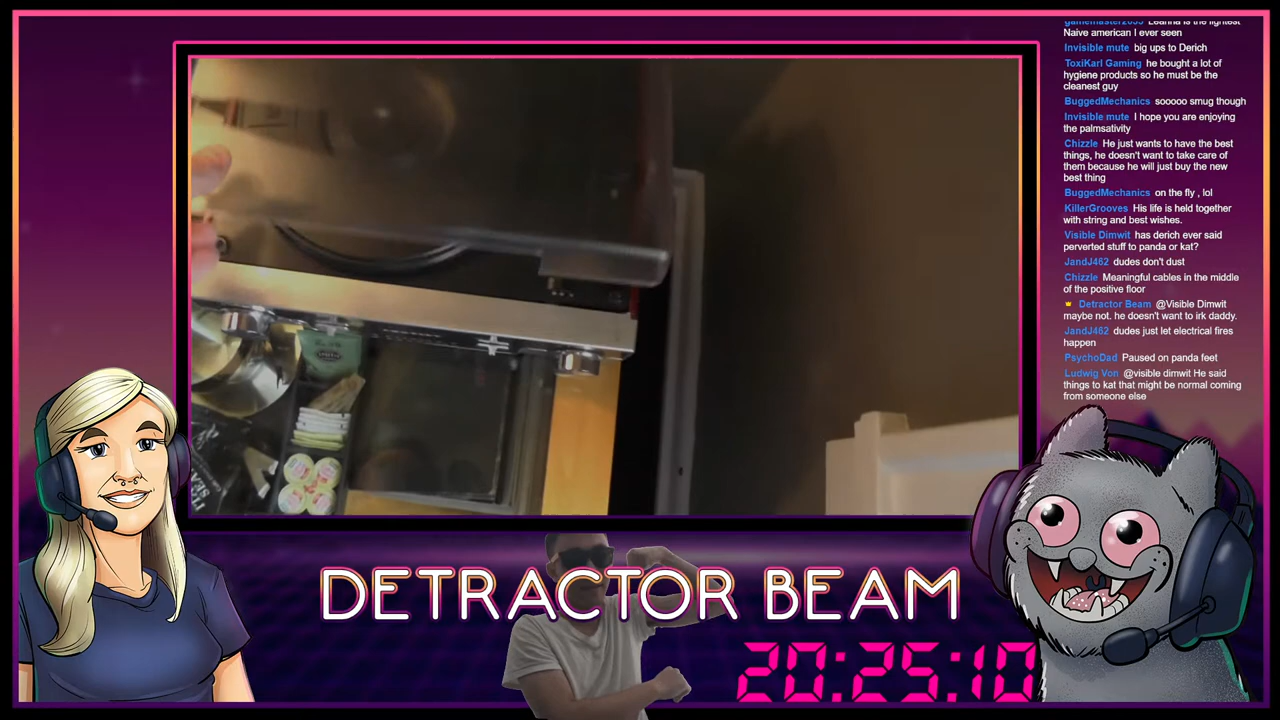 gamemaster2033 Leanna is the lightest
Naive american I ever seen
Invisible mute big ups to Derich
ToxiKarl Gaming he bought a lot of
hygiene products so he must be the
cleanest guy
BuggedMechanics sooooo smug though
Invisible mute I hope you are enjoying
the palmsativity
Chizzle He just wants to have the best
things, he doesn't want to take care of
them because he will just buy the new
best thing
BuggedMechanics on the fly , lol
KillerGrooves His life is held together
with string and best wishes.
Visible Dimwit has derich ever said
perverted stuff to panda or kat?
JandJ462 dudes don't dust
Chizzle Meaningful cables in the middle
of the positive floor
Detractor Beam @Visible Dimwit
maybe not. he doesn't want to irk daddy.
JandJ462 dudes just let electrical fires
happen
PsychoDad Paused on panda feet
Ludwig Von @visible dimwit He said
things to kat that might be normal coming
from someone else
DETRACTOR BEAM
20:25:10